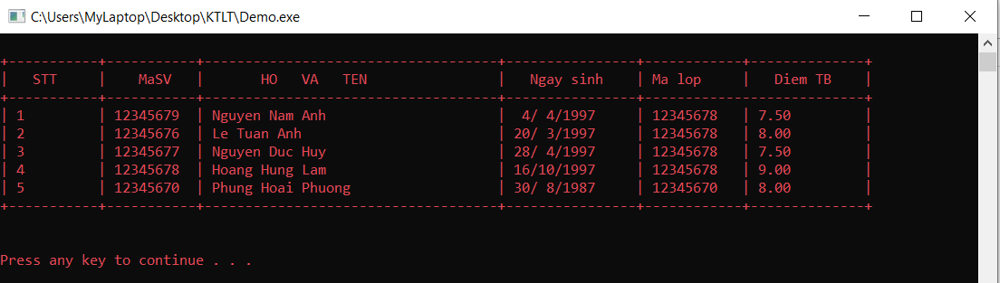 C:\Users\MyLaptop\Desktop\KTLT\Demo.exe
+-----------+-----------+------------------------------------+----------------+------------+--------------+
|   STT     |    MaSV   |       HO   VA   TEN                |   Ngay sinh    | Ma lop     |   Diem TB    |
+-----------+-----------+------------------------------------+----------------+------------+--------------+
| 1         | 12345679  | Nguyen Nam Anh                     |  4/ 4/1997     | 12345678   | 7.50         |
| 2         | 12345676  | Le Tuan Anh                        | 20/ 3/1997     | 12345678   | 8.00         |
| 3         | 12345677  | Nguyen Duc Huy                     | 28/ 4/1997     | 12345678   | 7.50         |
| 4         | 12345678  | Hoang Hung Lam                     | 16/10/1997     | 12345678   | 9.00         |
| 5         | 12345670  | Phung Hoai Phuong                  | 30/ 8/1987     | 12345670   | 8.00         |
+-----------+-----------+------------------------------------+----------------+------------+--------------+
Press any key to continue . . .